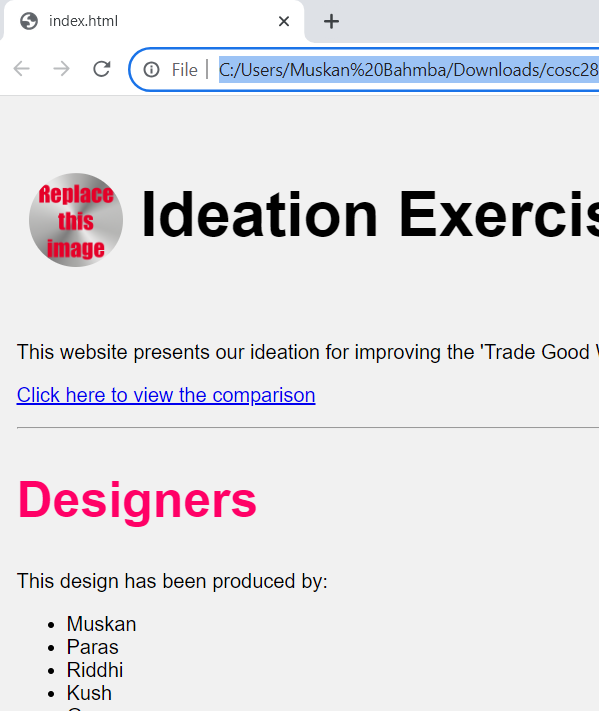 index.html
File
C:/Users/Muskan%20Bahmba/Downloads/cosc28
Replace
this
image
Ideation Exercis
This website presents our ideation for improving the 'Trade Good
Click here to view the comparison
Designers
This design has been produced by:
Muskan
Paras
Riddhi
Kush